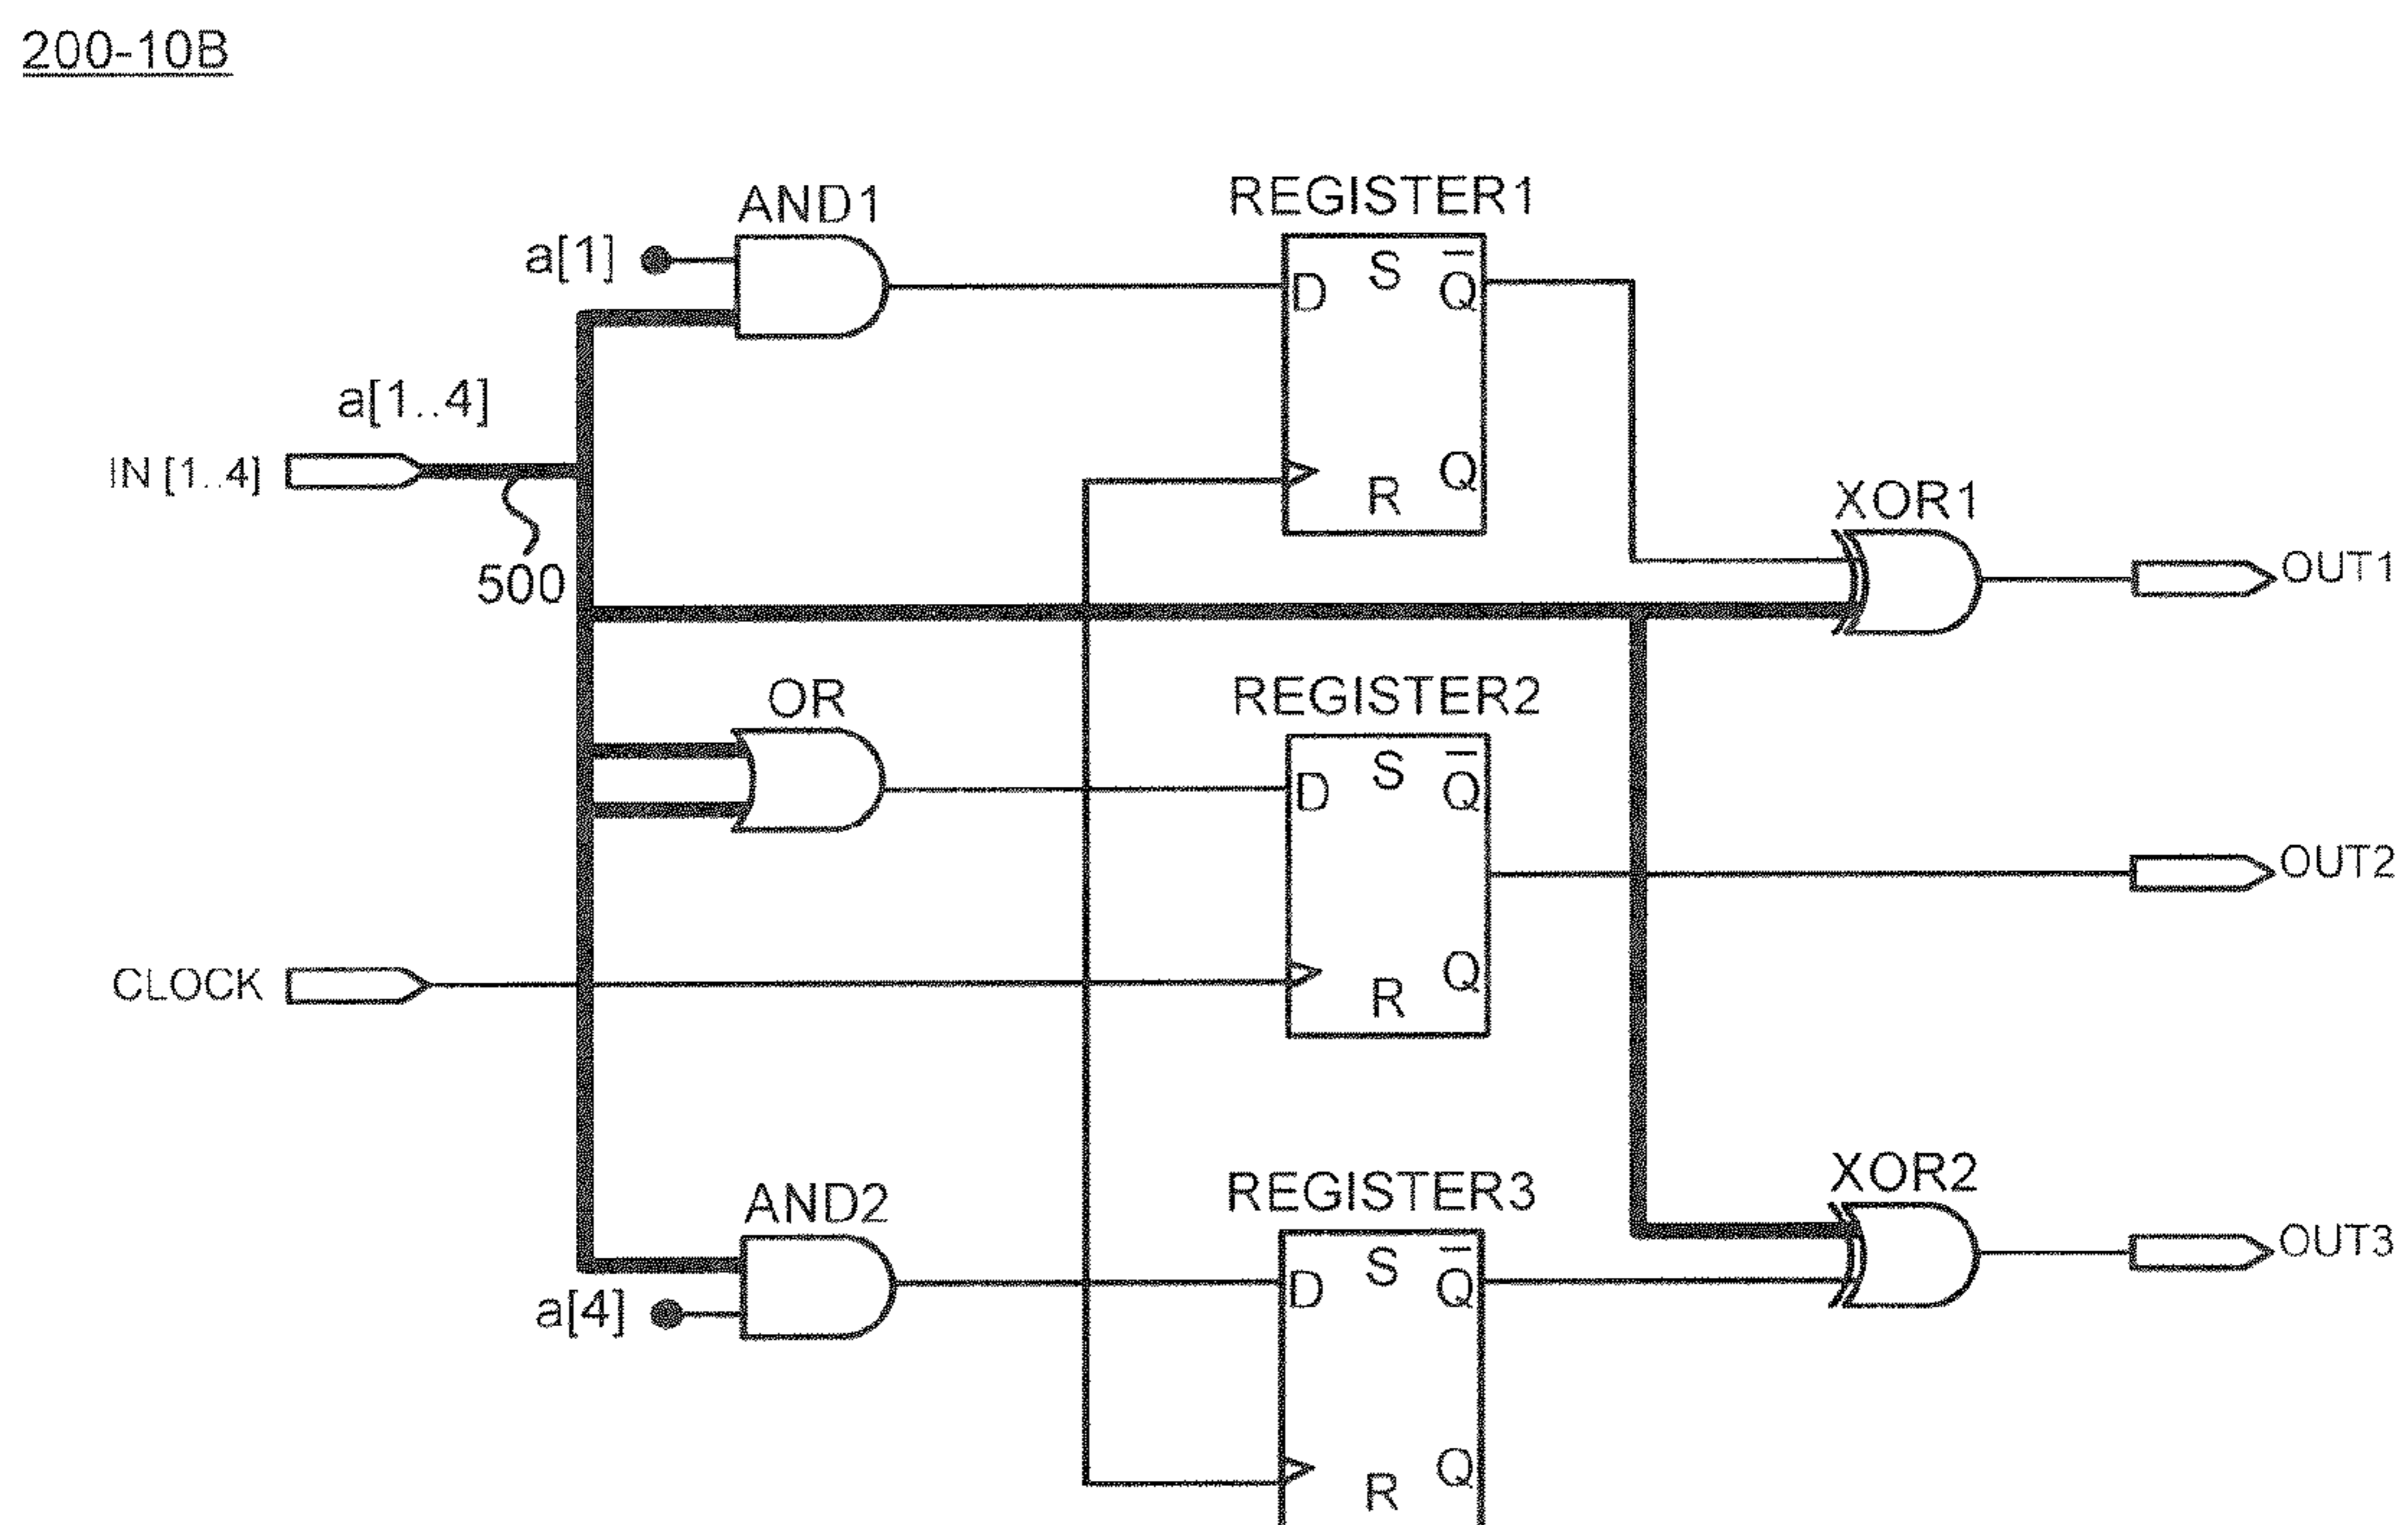 200-10B
AND1
REGISTER1
a[1]
D
S
Q
a[1..4]
IN [1..4]
R
Q
XOR1
OUT1
500
OR
REGISTER2
D
S
Q
OUT2
CLOCK
R
Q
AND2
REGISTER3
XOR2
OUT3
D
S
Q
a[4]
R
Q